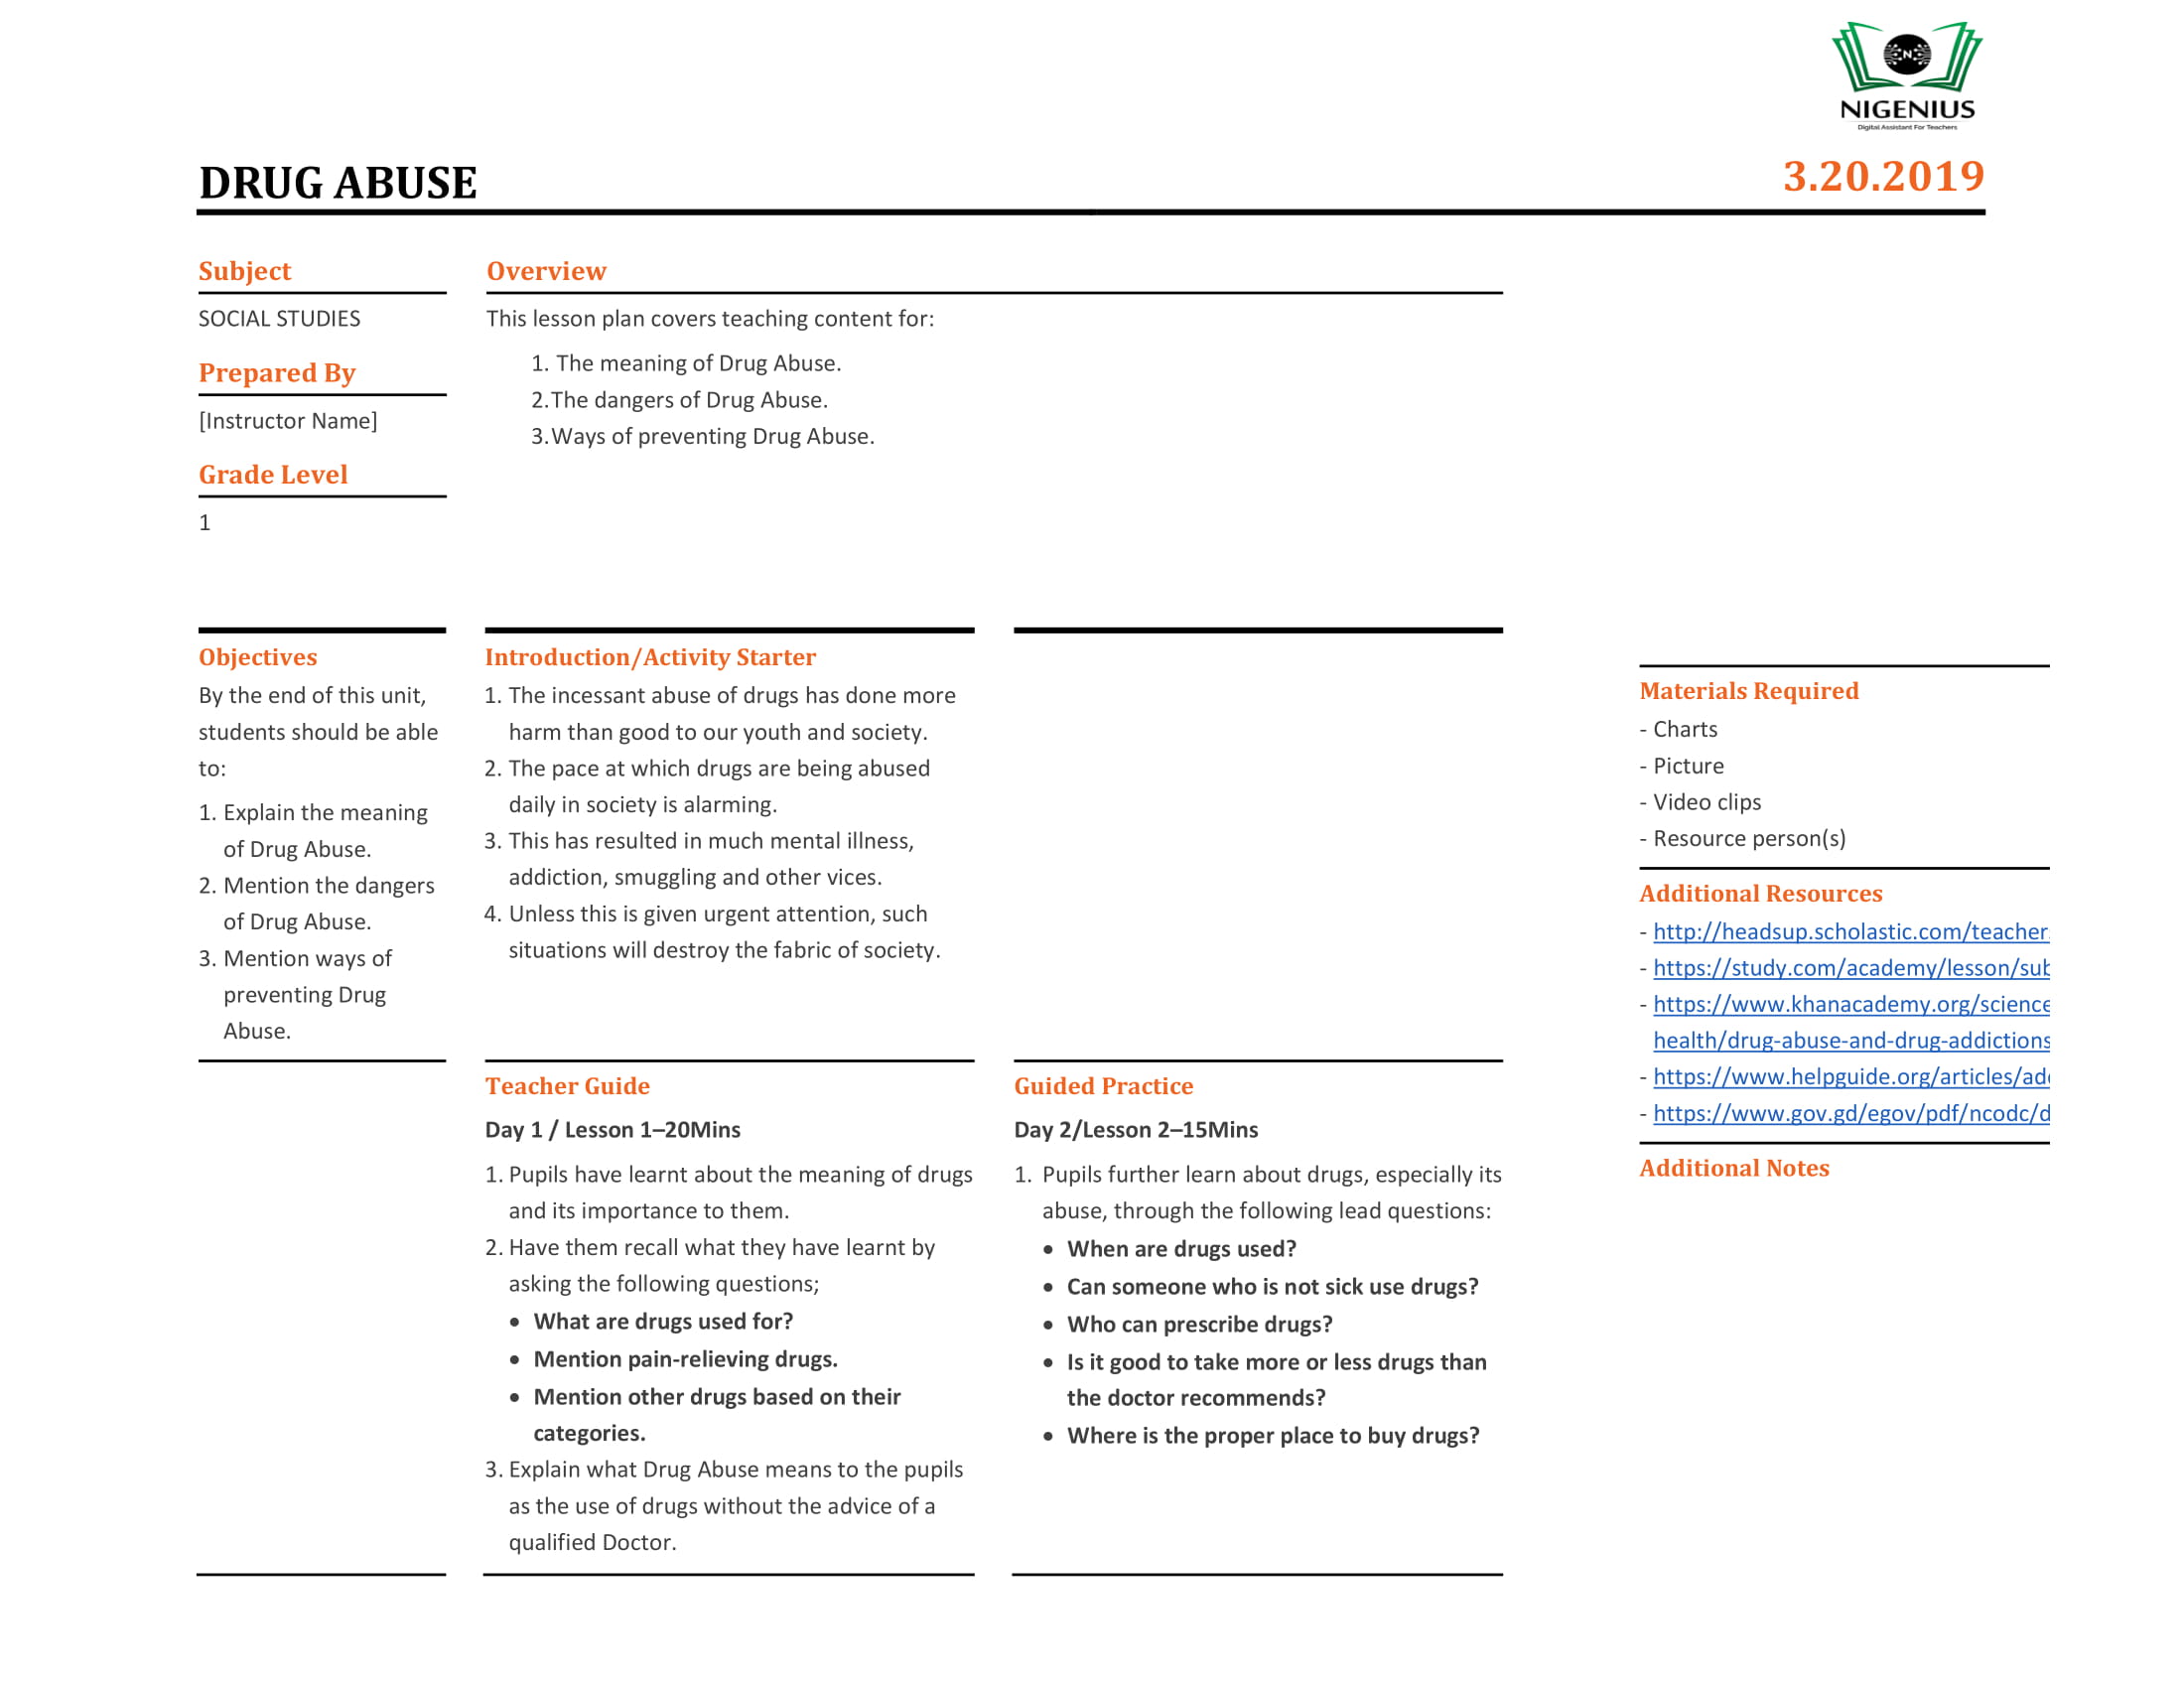 NIGENIUS
Digital Assistant For Teachers
DRUG ABUSE
3.20.2019
Subject
SOCIAL STUDIES
Prepared By
[Instructor Name]
Grade Level
1
Overview
This lesson plan covers teaching content for:
1. The meaning of Drug Abuse.
2.The dangers of Drug Abuse.
3.Ways of preventing Drug Abuse.
Objectives
By the end of this unit,
students should be able
to:
1. Explain the meaning
of Drug Abuse.
2. Mention the dangers
of Drug Abuse.
3. Mention ways of
preventing Drug
Abuse.
Introduction/Activity Starter
1. The incessant abuse of drugs has done more
harm than good to our youth and society.
2. The pace at which drugs are being abused
daily in society is alarming.
3. This has resulted in much mental illness,
addiction, smuggling and other vices.
4. Unless this is given urgent attention, such
situations will destroy the fabric of society.
Teacher Guide
Day 1 / Lesson 1–20Mins
1. Pupils have learnt about the meaning of drugs
and its importance to them.
2. Have them recall what they have learnt by
asking the following questions;
• What are drugs used for?
• Mention pain-relieving drugs.
• Mention other drugs based on their
categories.
3. Explain what Drug Abuse means to the pupils
as the use of drugs without the advice of a
qualified Doctor.
Guided Practice
Day 2/Lesson 2–15Mins
1. Pupils further learn about drugs, especially its
abuse, through the following lead questions:
• When are drugs used?
• Can someone who is not sick use drugs?
• Who can prescribe drugs?
• Is it good to take more or less drugs than
the doctor recommends?
• Where is the proper place to buy drugs?
Materials Required
- Charts
- Picture
- Video clips
- Resource person(s)
Additional Resources
- http://headsup.scholastic.com/teacher
- https://study.com/academy/lesson/sub
- https://www.khanacademy.org/science
health/drug-abuse-and-drug-addictions
- https://www.helpguide.org/articles/add
- https://www.gov.gd/egov/pdf/ncodc/d
Additional Notes